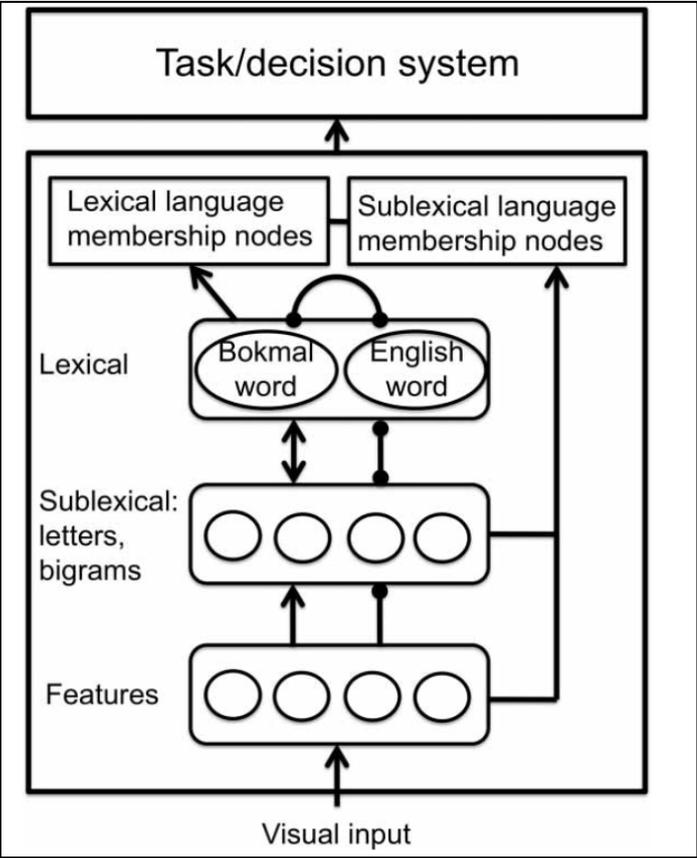 Task/decision system
Lexical language
membership nodes
Sublexical language
membership nodes
Lexical
Bokmal
word
English
word
Sublexical:
letters,
bigrams
Features
Visual input